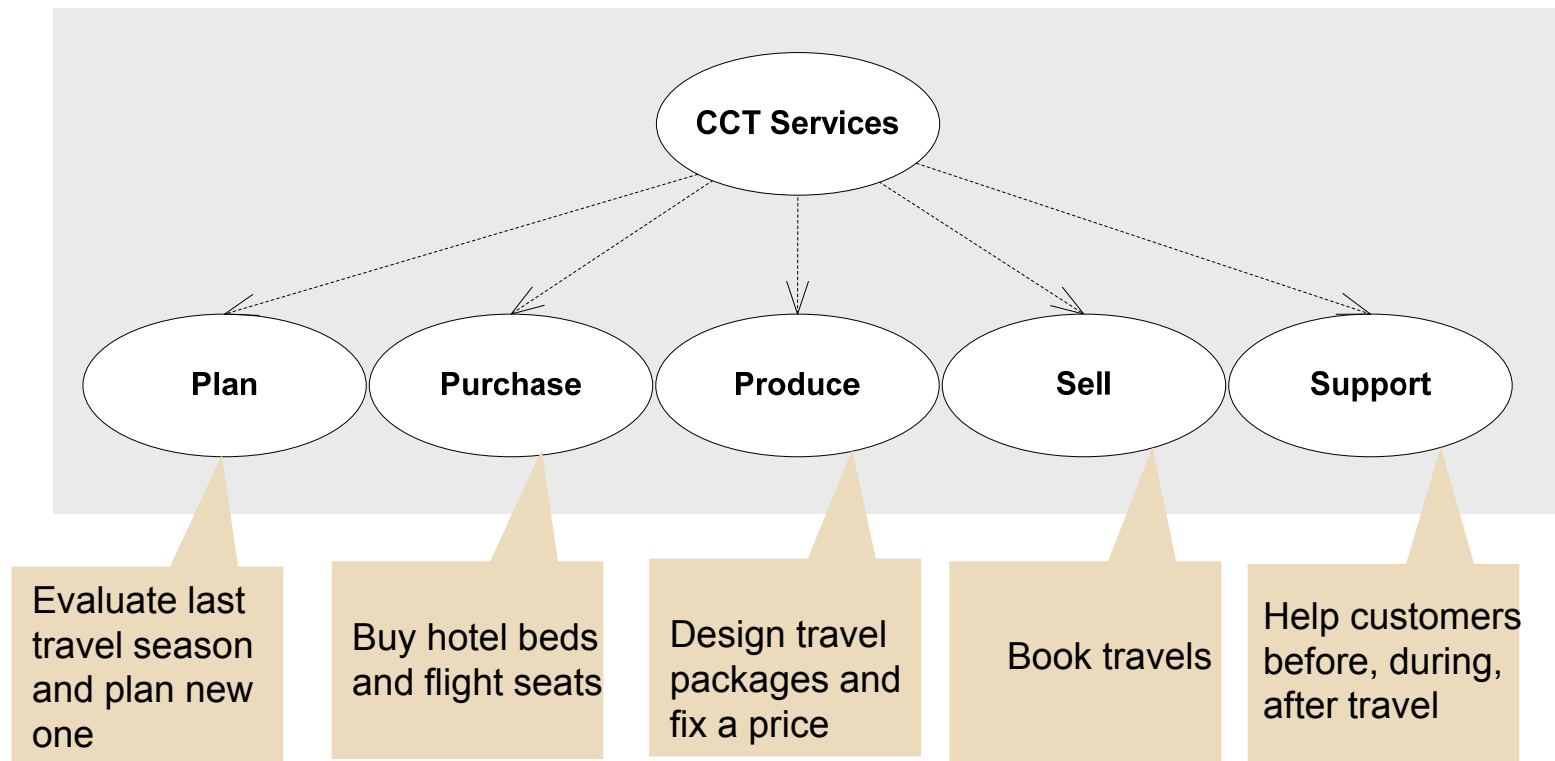 CCT Services
Plan
Purchase
Produce
Sell
Support
Evaluate last
travel season
and plan new
one
Buy hotel beds
and flight seats
Design travel
packages and
fix a price
Book travels
Help customers
before, during,
after travel